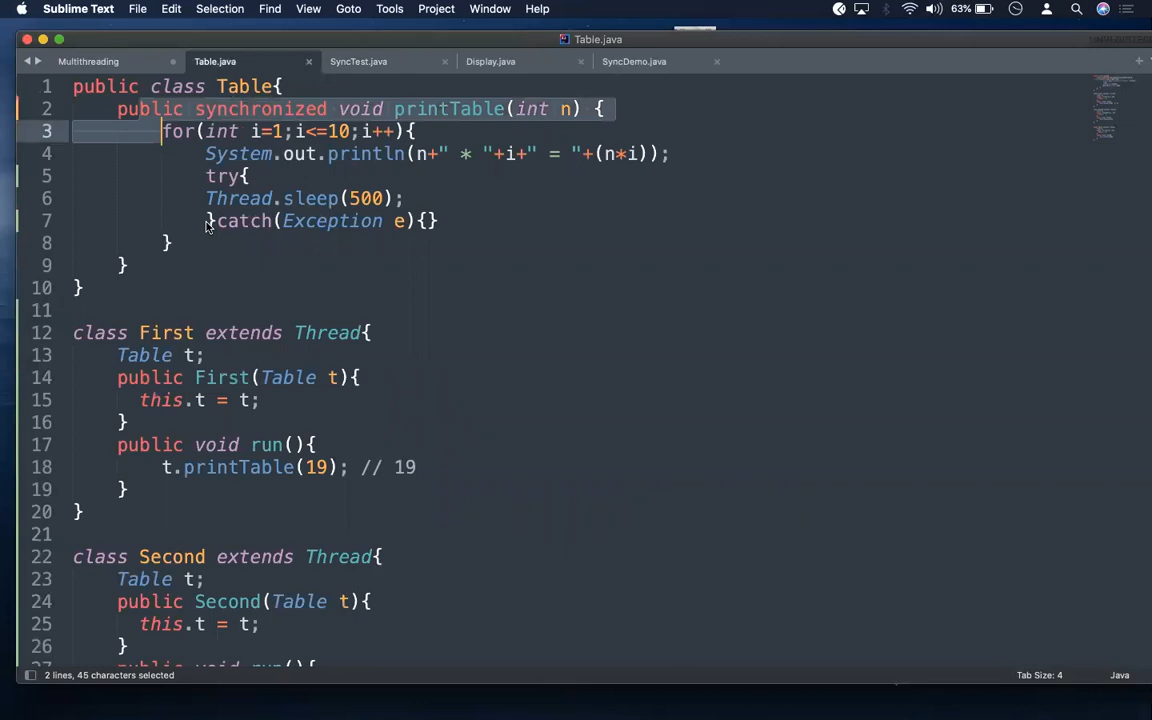 Sublime Text File Edit Selection Find View Goto Tools Project Window Help 63%
Table.java
Multithreading Table.java SyncTest.java Display.java SyncDemo.java
1 public class Table{
2 public synchronized void printTable(int n) {
3 for(int i=1;i<=10;i++){
4 System.out.println(n+" * "+i+" = "+(n*i));
5 try{
6 Thread.sleep(500);
7 }catch(Exception e){}
8 }
9 }
10 }
11
12 class First extends Thread{
13 Table t;
14 public First(Table t){
15 this.t = t;
16 }
17 public void run(){
18 t.printTable(19); // 19
19 }
20 }
21
22 class Second extends Thread{
23 Table t;
24 public Second(Table t){
25 this.t = t;
26 }
27 public void run(){
2 lines, 45 characters selected Tab Size: 4 Java